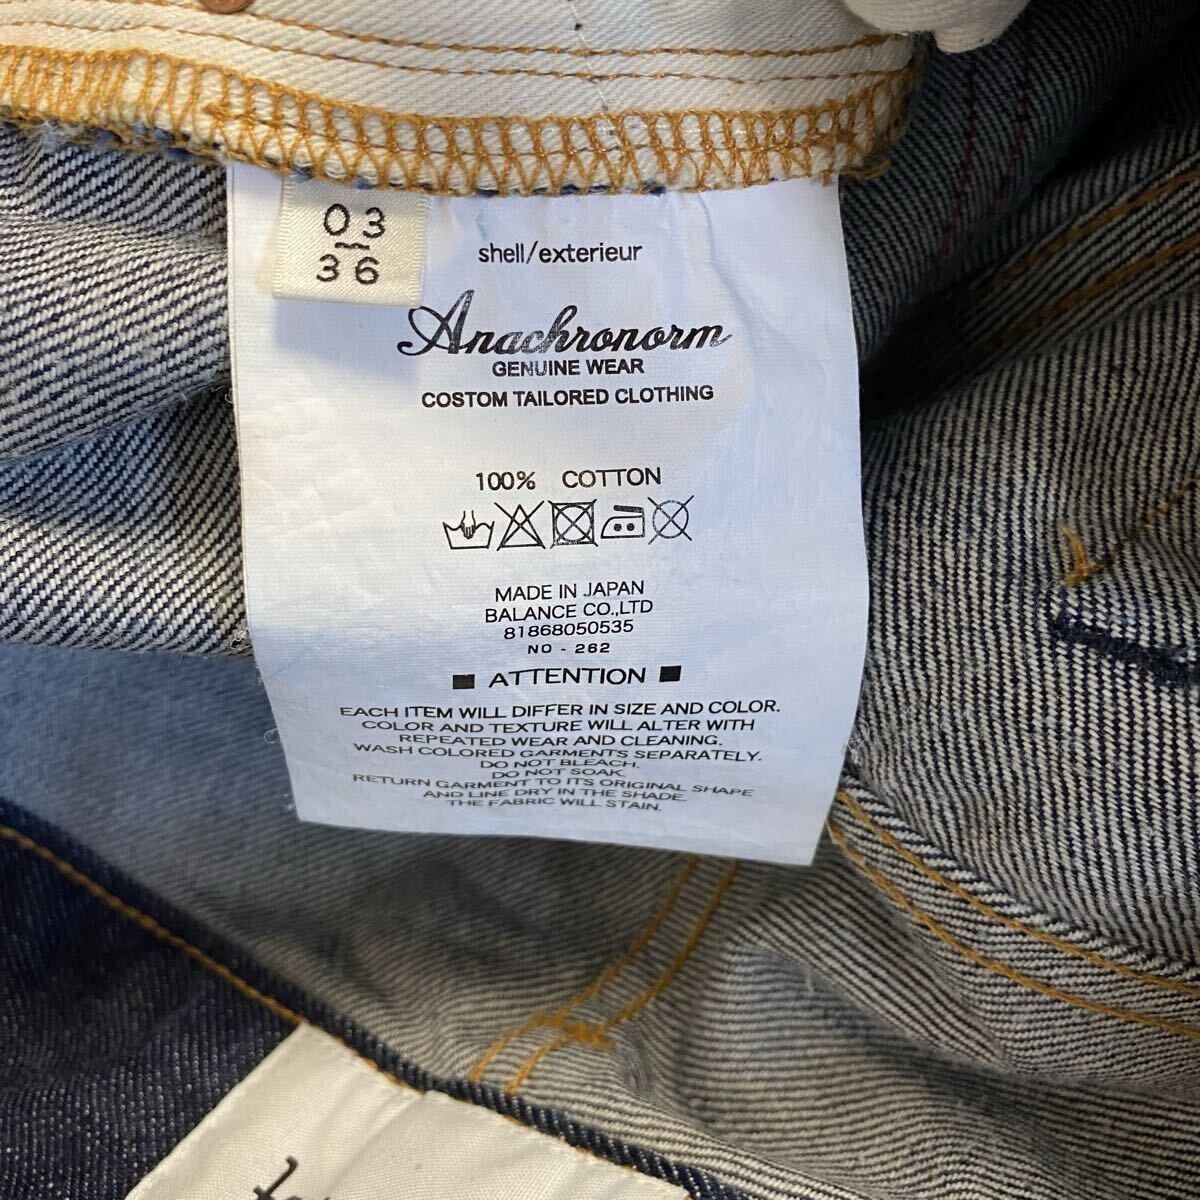 03
36
shell/exterieur
Anachronorm
GENUINE WEAR
COSTOM TAILORED CLOTHING
100% COTTON
MADE IN JAPAN
BALANCE CO.,LTD
81868050535
NO - 262
ATTENTION
EACH ITEM WILL DIFFER IN SIZE AND COLOR.
COLOR AND TEXTURE WILL ALTER WITH
REPEATED WEAR AND CLEANING.
WASH COLORED GARMENTS SEPARATELY.
DO NOT BLEACH.
DO NOT SOAK.
RETURN GARMENT TO ITS ORIGINAL SHAPE
AND LINE DRY IN THE SHADE.
THE FABRIC WILL STAIN.